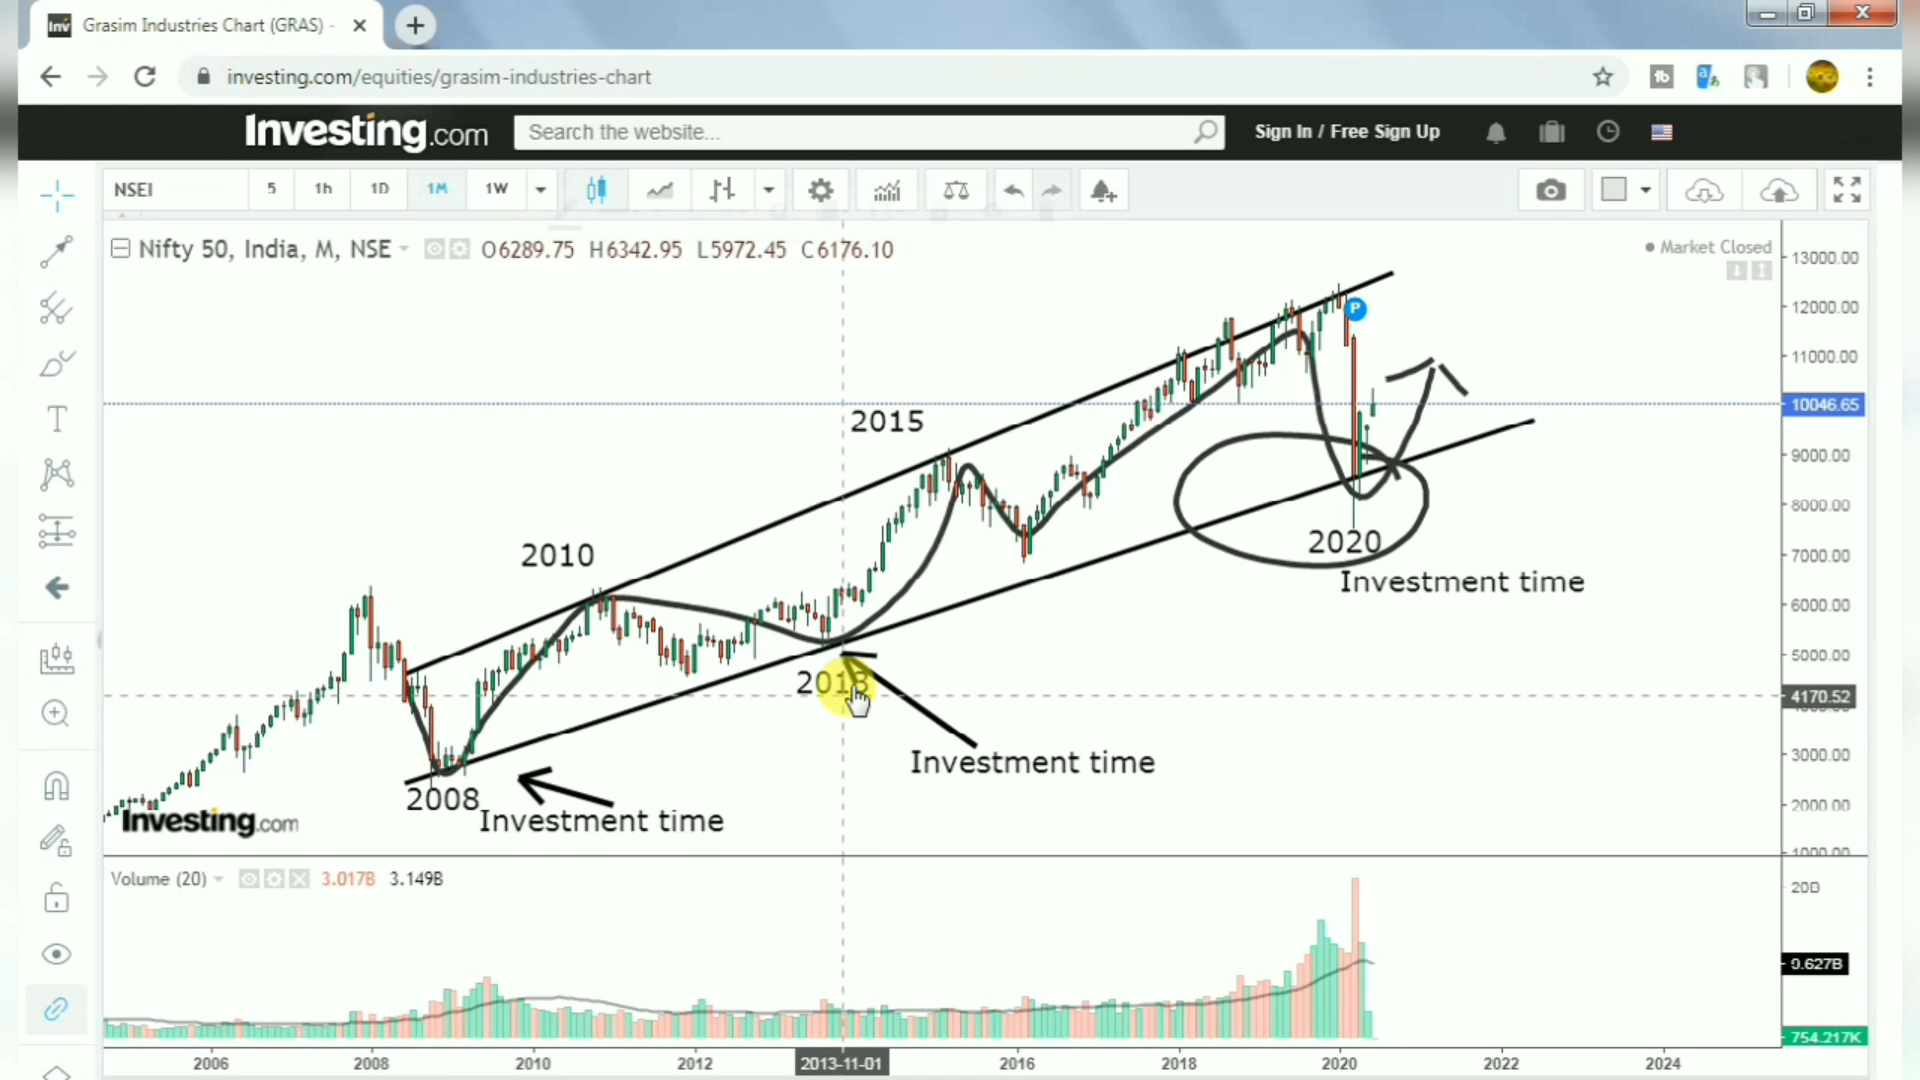 Inv Grasim Industries Chart (GRAS) -
investing.com/equities/grasim-industries-chart
Investing.com
Search the website...
Sign In / Free Sign Up
NSEI 5 1h 1D 1M 1W
Nifty 50, India, M, NSE O6289.75 H6342.95 L5972.45 C6176.10
Market Closed
13000.00
12000.00
P
11000.00
10046.65
2015
9000.00
8000.00
2020
2010
7000.00
Investment time
6000.00
5000.00
2013
4170.52
Investment time
3000.00
2008
2000.00
Investment time
Investing.com
1000.00
Volume (20) 3.017B 3.149B
20B
9.627B
754.217K
2006 2008 2010 2012 2013-11-01 2016 2018 2020 2022 2024